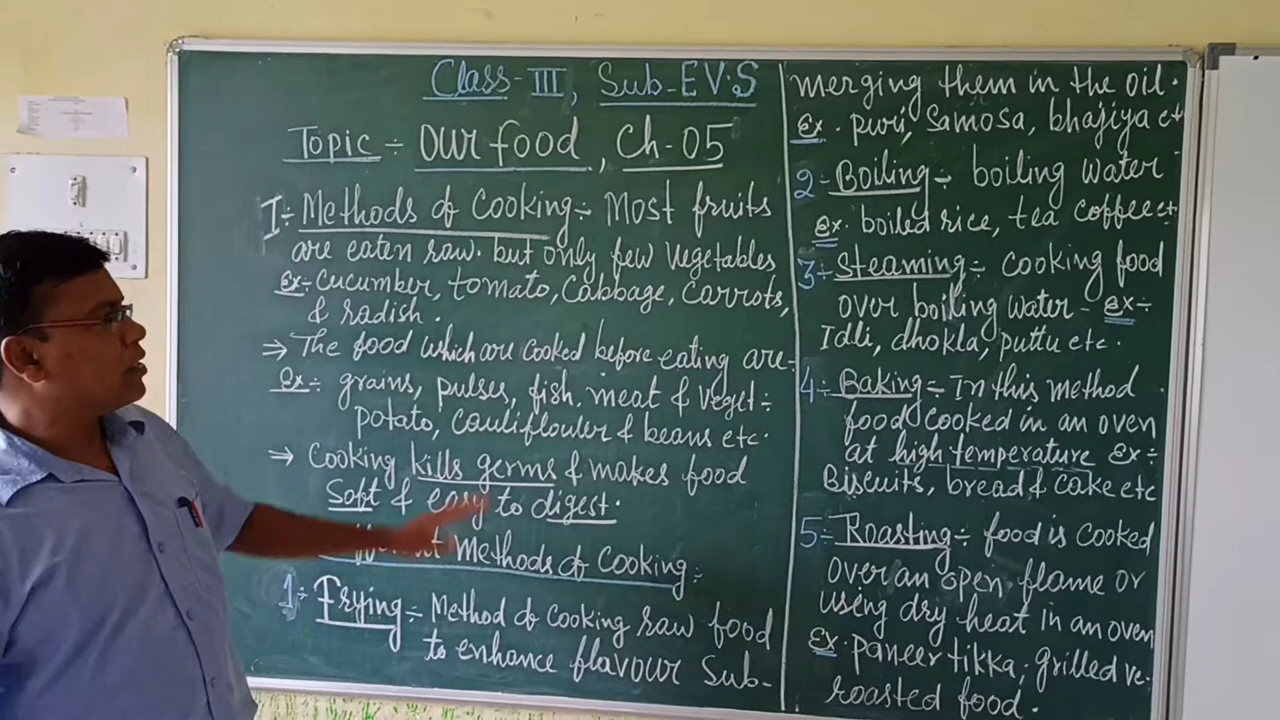 Class-III, Sub-EV.S
Topic ÷ Our food, Ch-05
I÷ Methods of Cooking÷ Most fruits
are eaten raw. but only few vegetables
Ex÷ Cucumber, tomato, Cabbage, Carrots,
& radish.
⇒ The food which are cooked before eating are÷
Ex÷ grains, pulses, fish, meat & veget÷
potato, Cauliflower & beans etc.
⇒ Cooking kills germs & makes food
Soft & easy to digest.
Methods of Cooking÷
1÷ Frying÷ Method of Cooking raw food
to enhance flavour Sub-
merging them in the oil.
Ex. puri, Samosa, bhajiya et
2÷ Boiling÷ boiling water
Ex. boiled rice, tea coffee et.
3÷ Steaming÷ cooking food
over boiling water - Ex÷
Idli, dhokla, puttu etc.
4÷ Baking÷ In this method
food cooked in an oven
at high temperature Ex÷
Biscuits, bread & cake etc
5÷ Roasting÷ food is cooked
over an open flame or
using dry heat in an oven
Ex. paneer tikka, grilled ve.
roasted food.